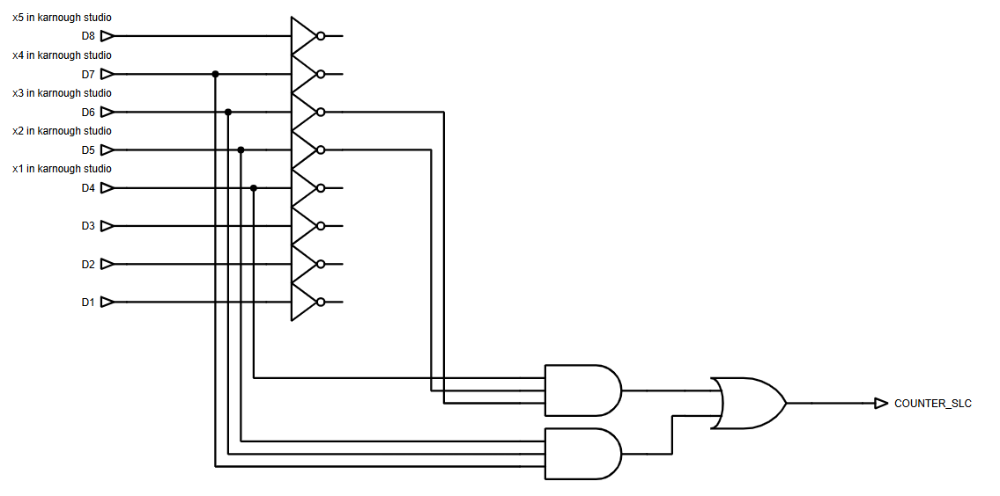 x5 in karnough studio
D8
x4 in karnough studio
D7
x3 in karnough studio
D6
x2 in karnough studio
D5
x1 in karnough studio
D4
D3
D2
D1
COUNTER_SLC